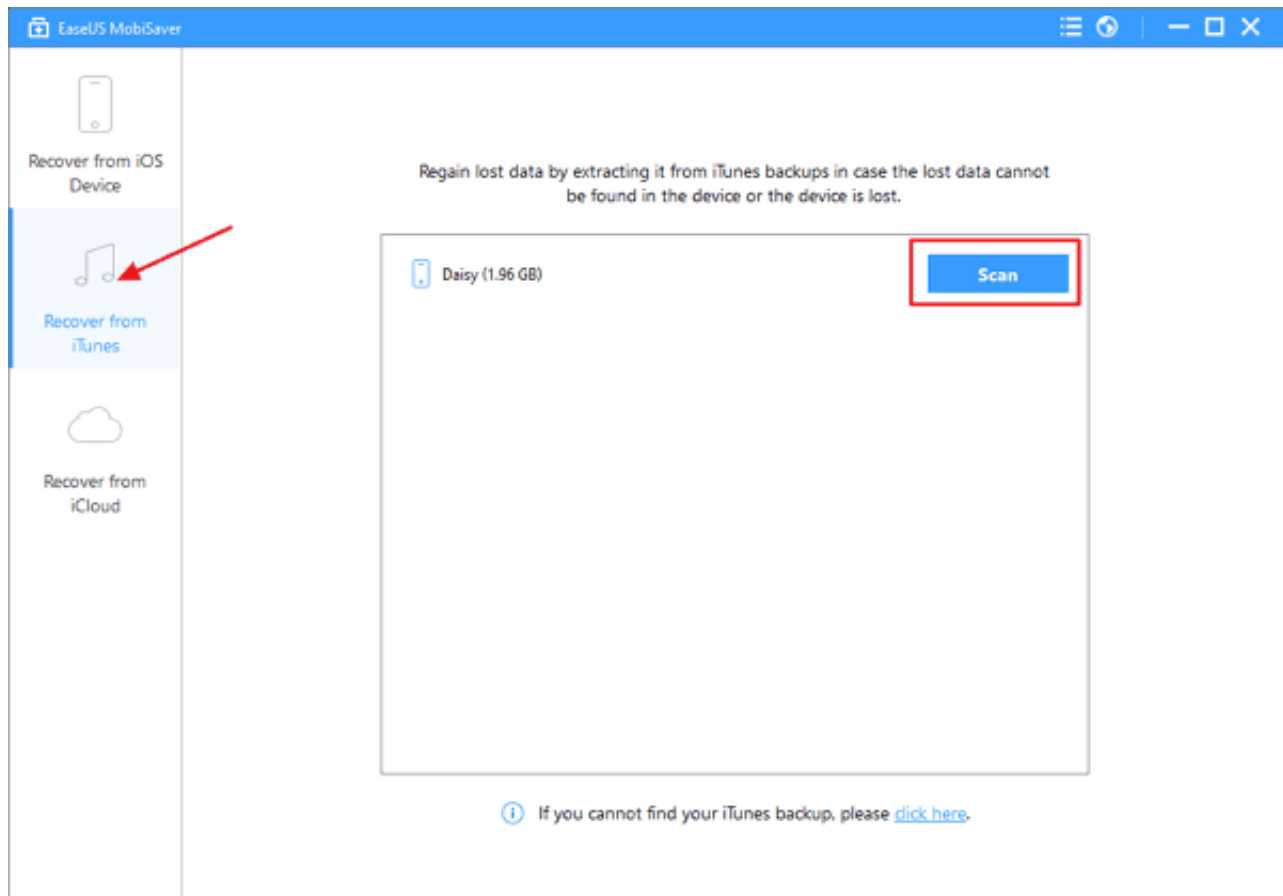 EaseUS MobiSaver
Recover from iOS
Device
Recover from
iTunes
Recover from
iCloud
Regain lost data by extracting it from iTunes backups in case the lost data cannot
be found in the device or the device is lost.
Daisy (1.96 GB)
Scan
If you cannot find your iTunes backup, please click here.